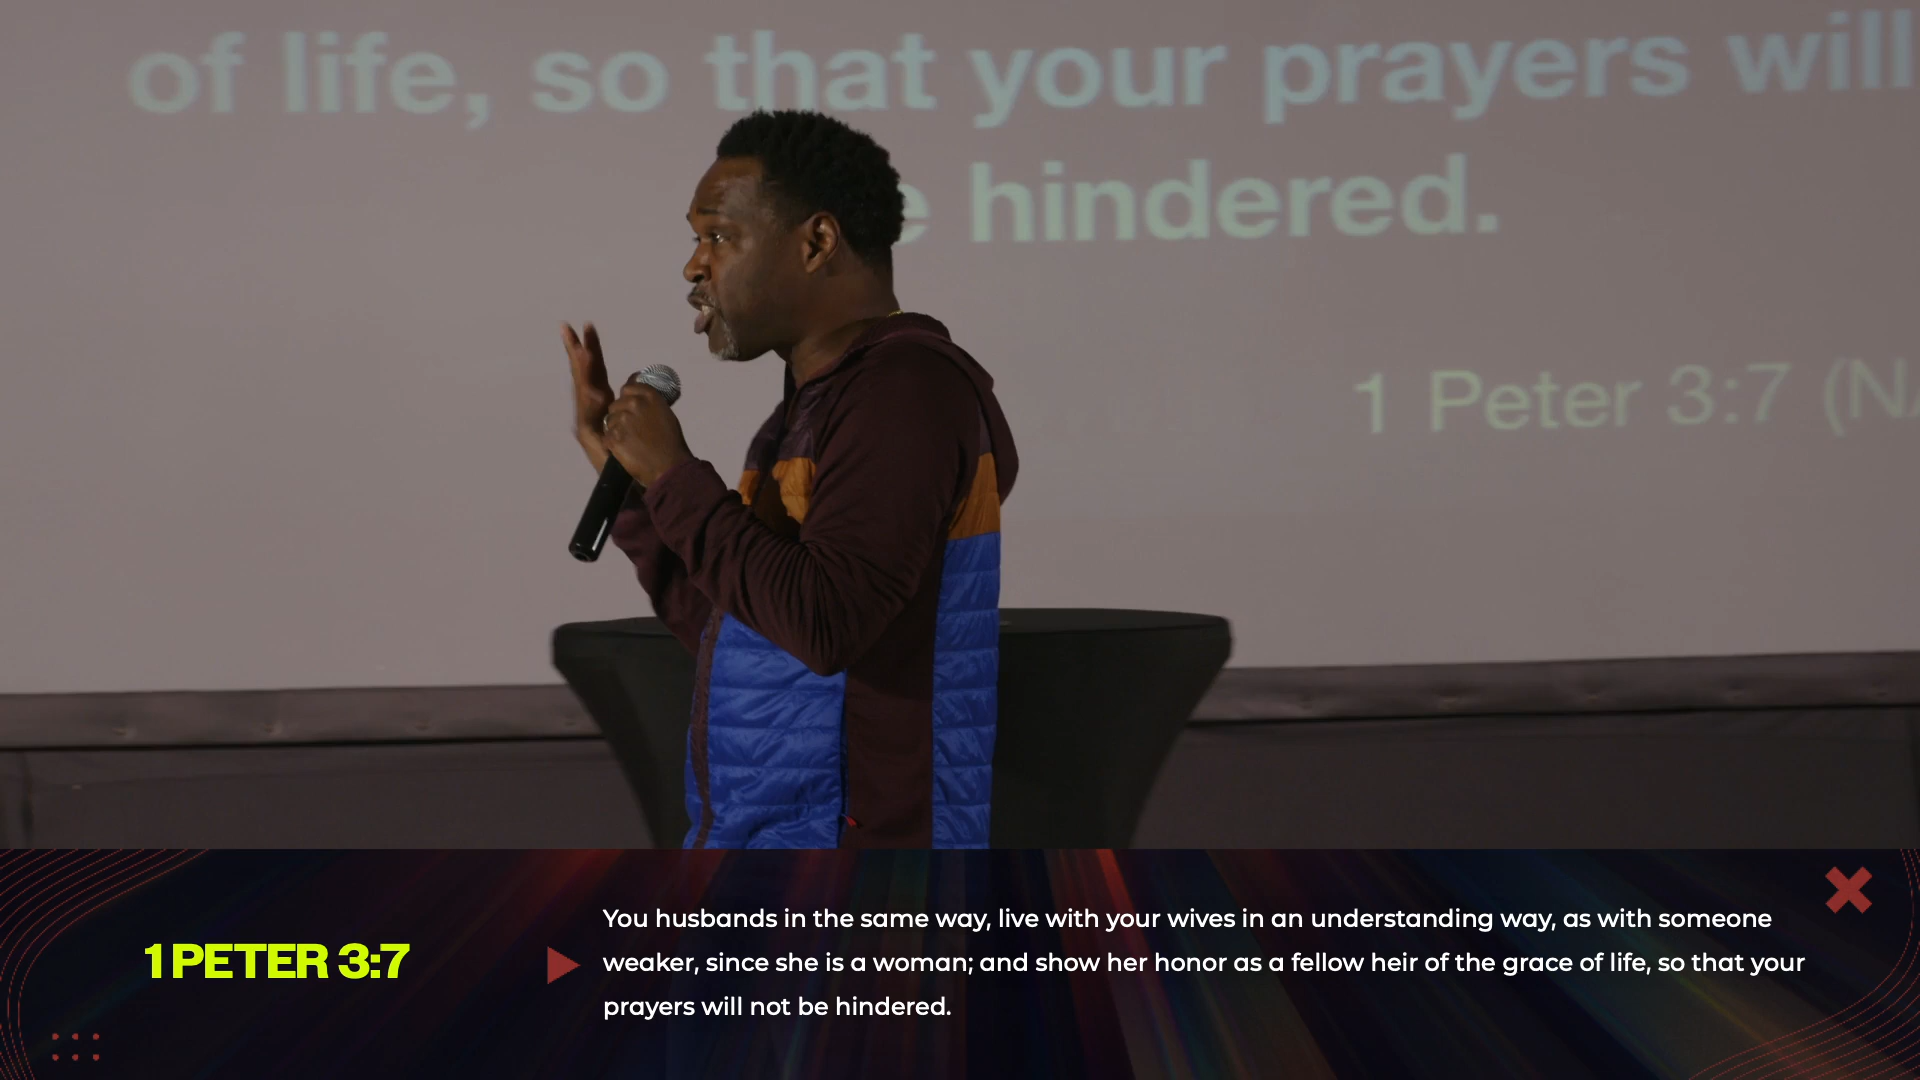 of life, so that your prayers will
hindered.
1 Peter 3:7
1 PETER 3:7
You husbands in the same way, live with your wives in an understanding way, as with someone
weaker, since she is a woman; and show her honor as a fellow heir of the grace of life, so that your
prayers will not be hindered.